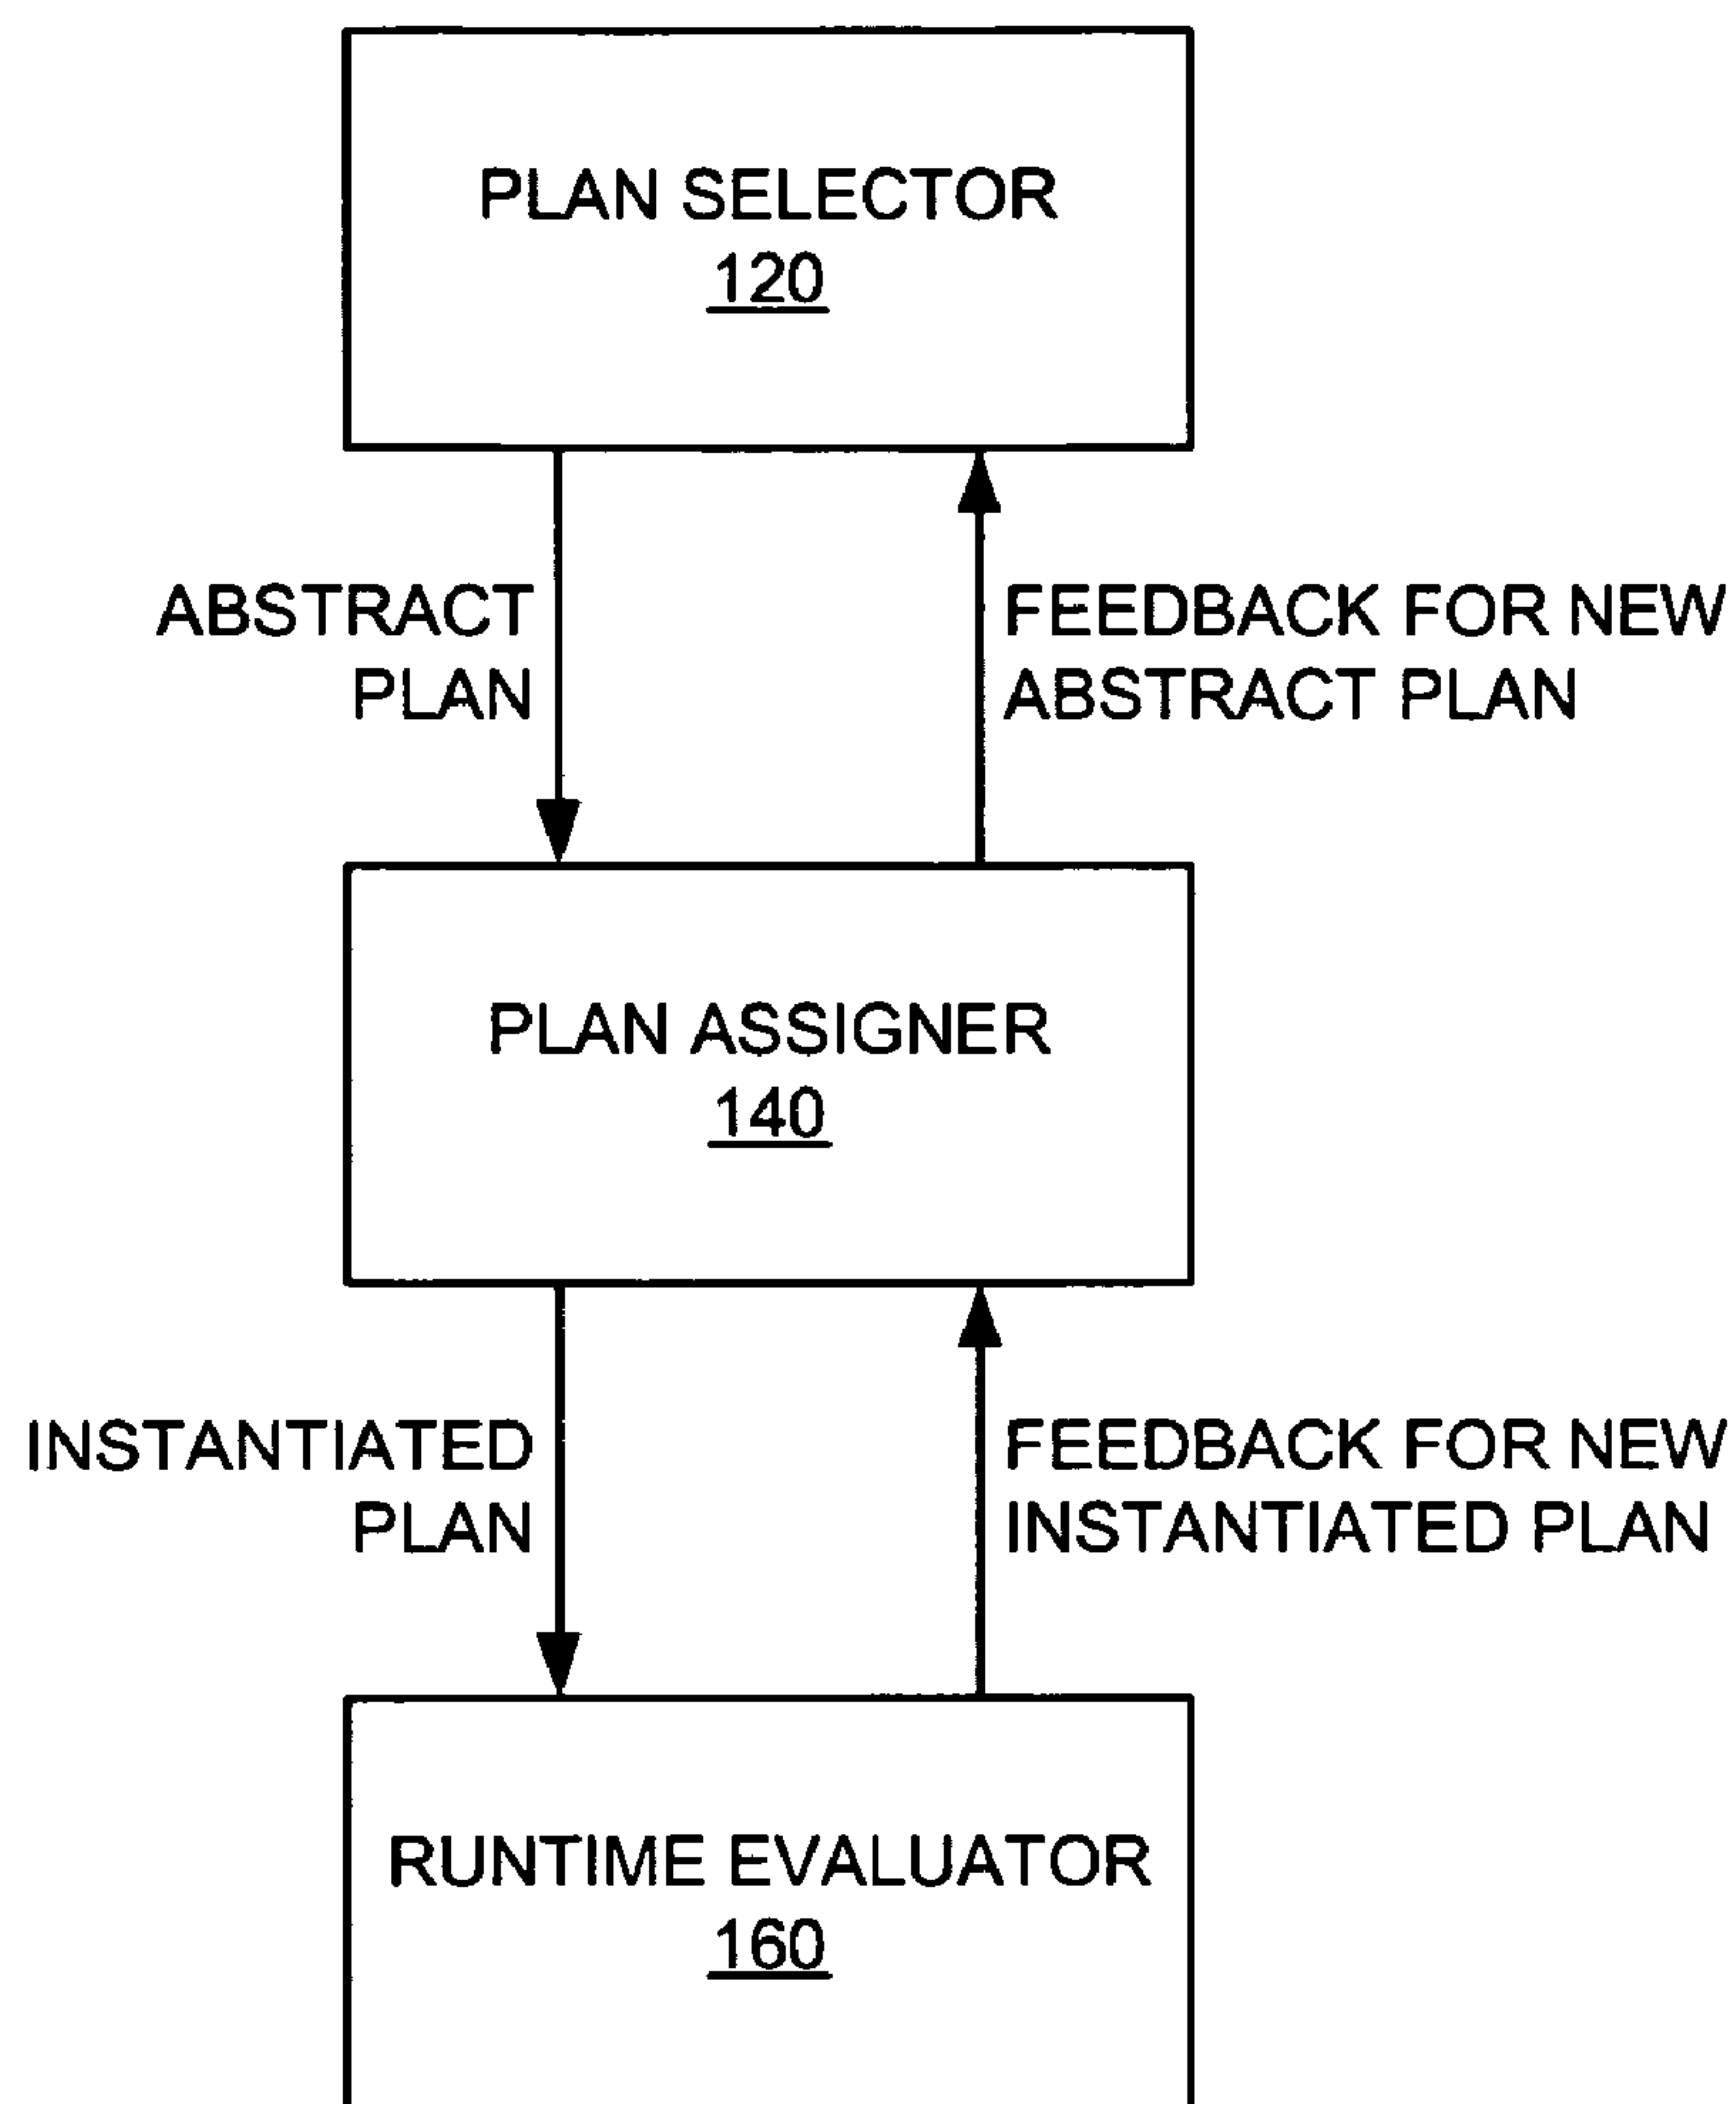 PLAN SELECTOR
120
ABSTRACT
PLAN
FEEDBACK FOR NEW
ABSTRACT PLAN
PLAN ASSIGNER
140
INSTANTIATED
PLAN
FEEDBACK FOR NEW
INSTANTIATED PLAN
RUNTIME EVALUATOR
160